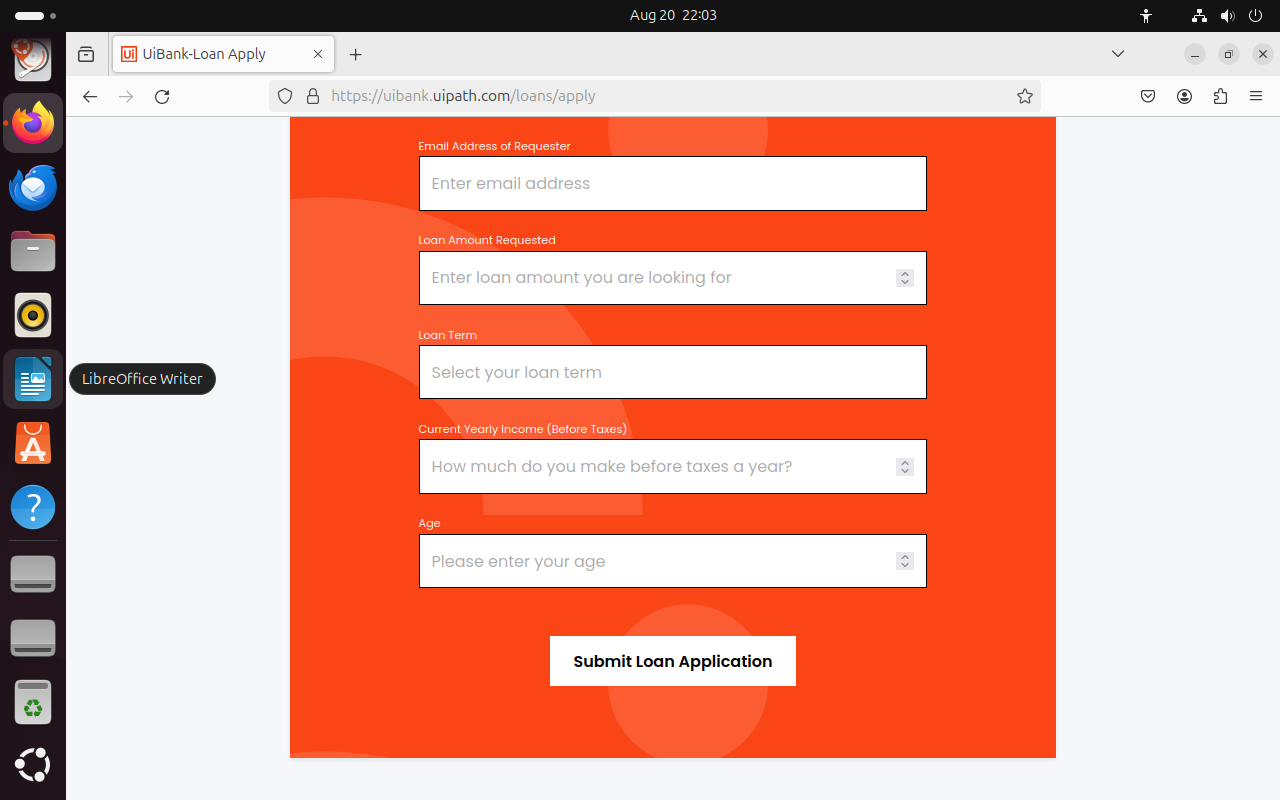 Aug 20 22:03
UiBank-Loan Apply
https://uibank.uipath.com/loans/apply
Email Address of Requester
Enter email address
Loan Amount Requested
Enter loan amount you are looking for
Loan Term
Select your loan term
LibreOffice Writer
Current Yearly Income (Before Taxes)
How much do you make before taxes a year?
Age
Please enter your age
Submit Loan Application